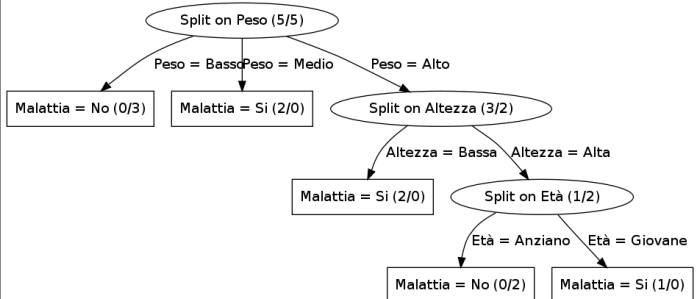 Split on Peso (5/5)
Peso = Basso
Peso = Medio
Peso = Alto
Malattia = No (0/3)
Malattia = Si (2/0)
Split on Altezza (3/2)
Altezza = Bassa
Altezza = Alta
Malattia = Si (2/0)
Split on Età (1/2)
Età = Anziano
Età = Giovane
Malattia = No (0/2)
Malattia = Si (1/0)